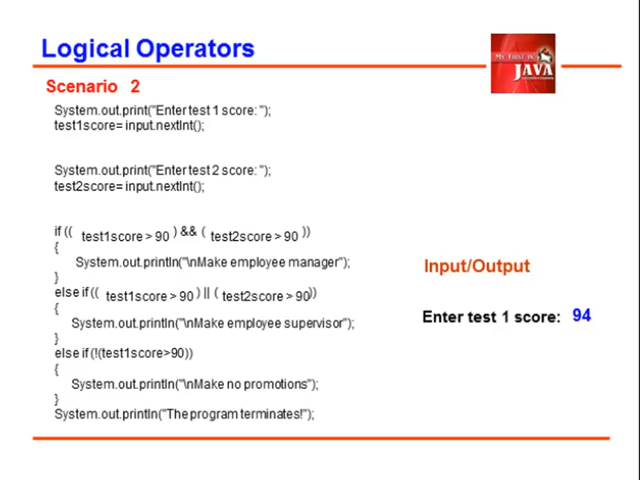 Logical Operators
MY FIRST IN
JAVA
Scenario 2
System.out.print("Enter test 1 score: ");
test1score= input.nextInt();
System.out.print("Enter test 2 score: ");
test2score= input.nextInt();
if (( test1score > 90 ) && ( test2score > 90 ))
{
System.out.println("\nMake employee manager");
}
else if (( test1score > 90 ) || ( test2score > 90))
{
System.out.println("\nMake employee supervisor");
}
else if (!(test1score>90))
{
System.out.println("\nMake no promotions");
}
System.out.println("The program terminates!");
Input/Output
Enter test 1 score: 94